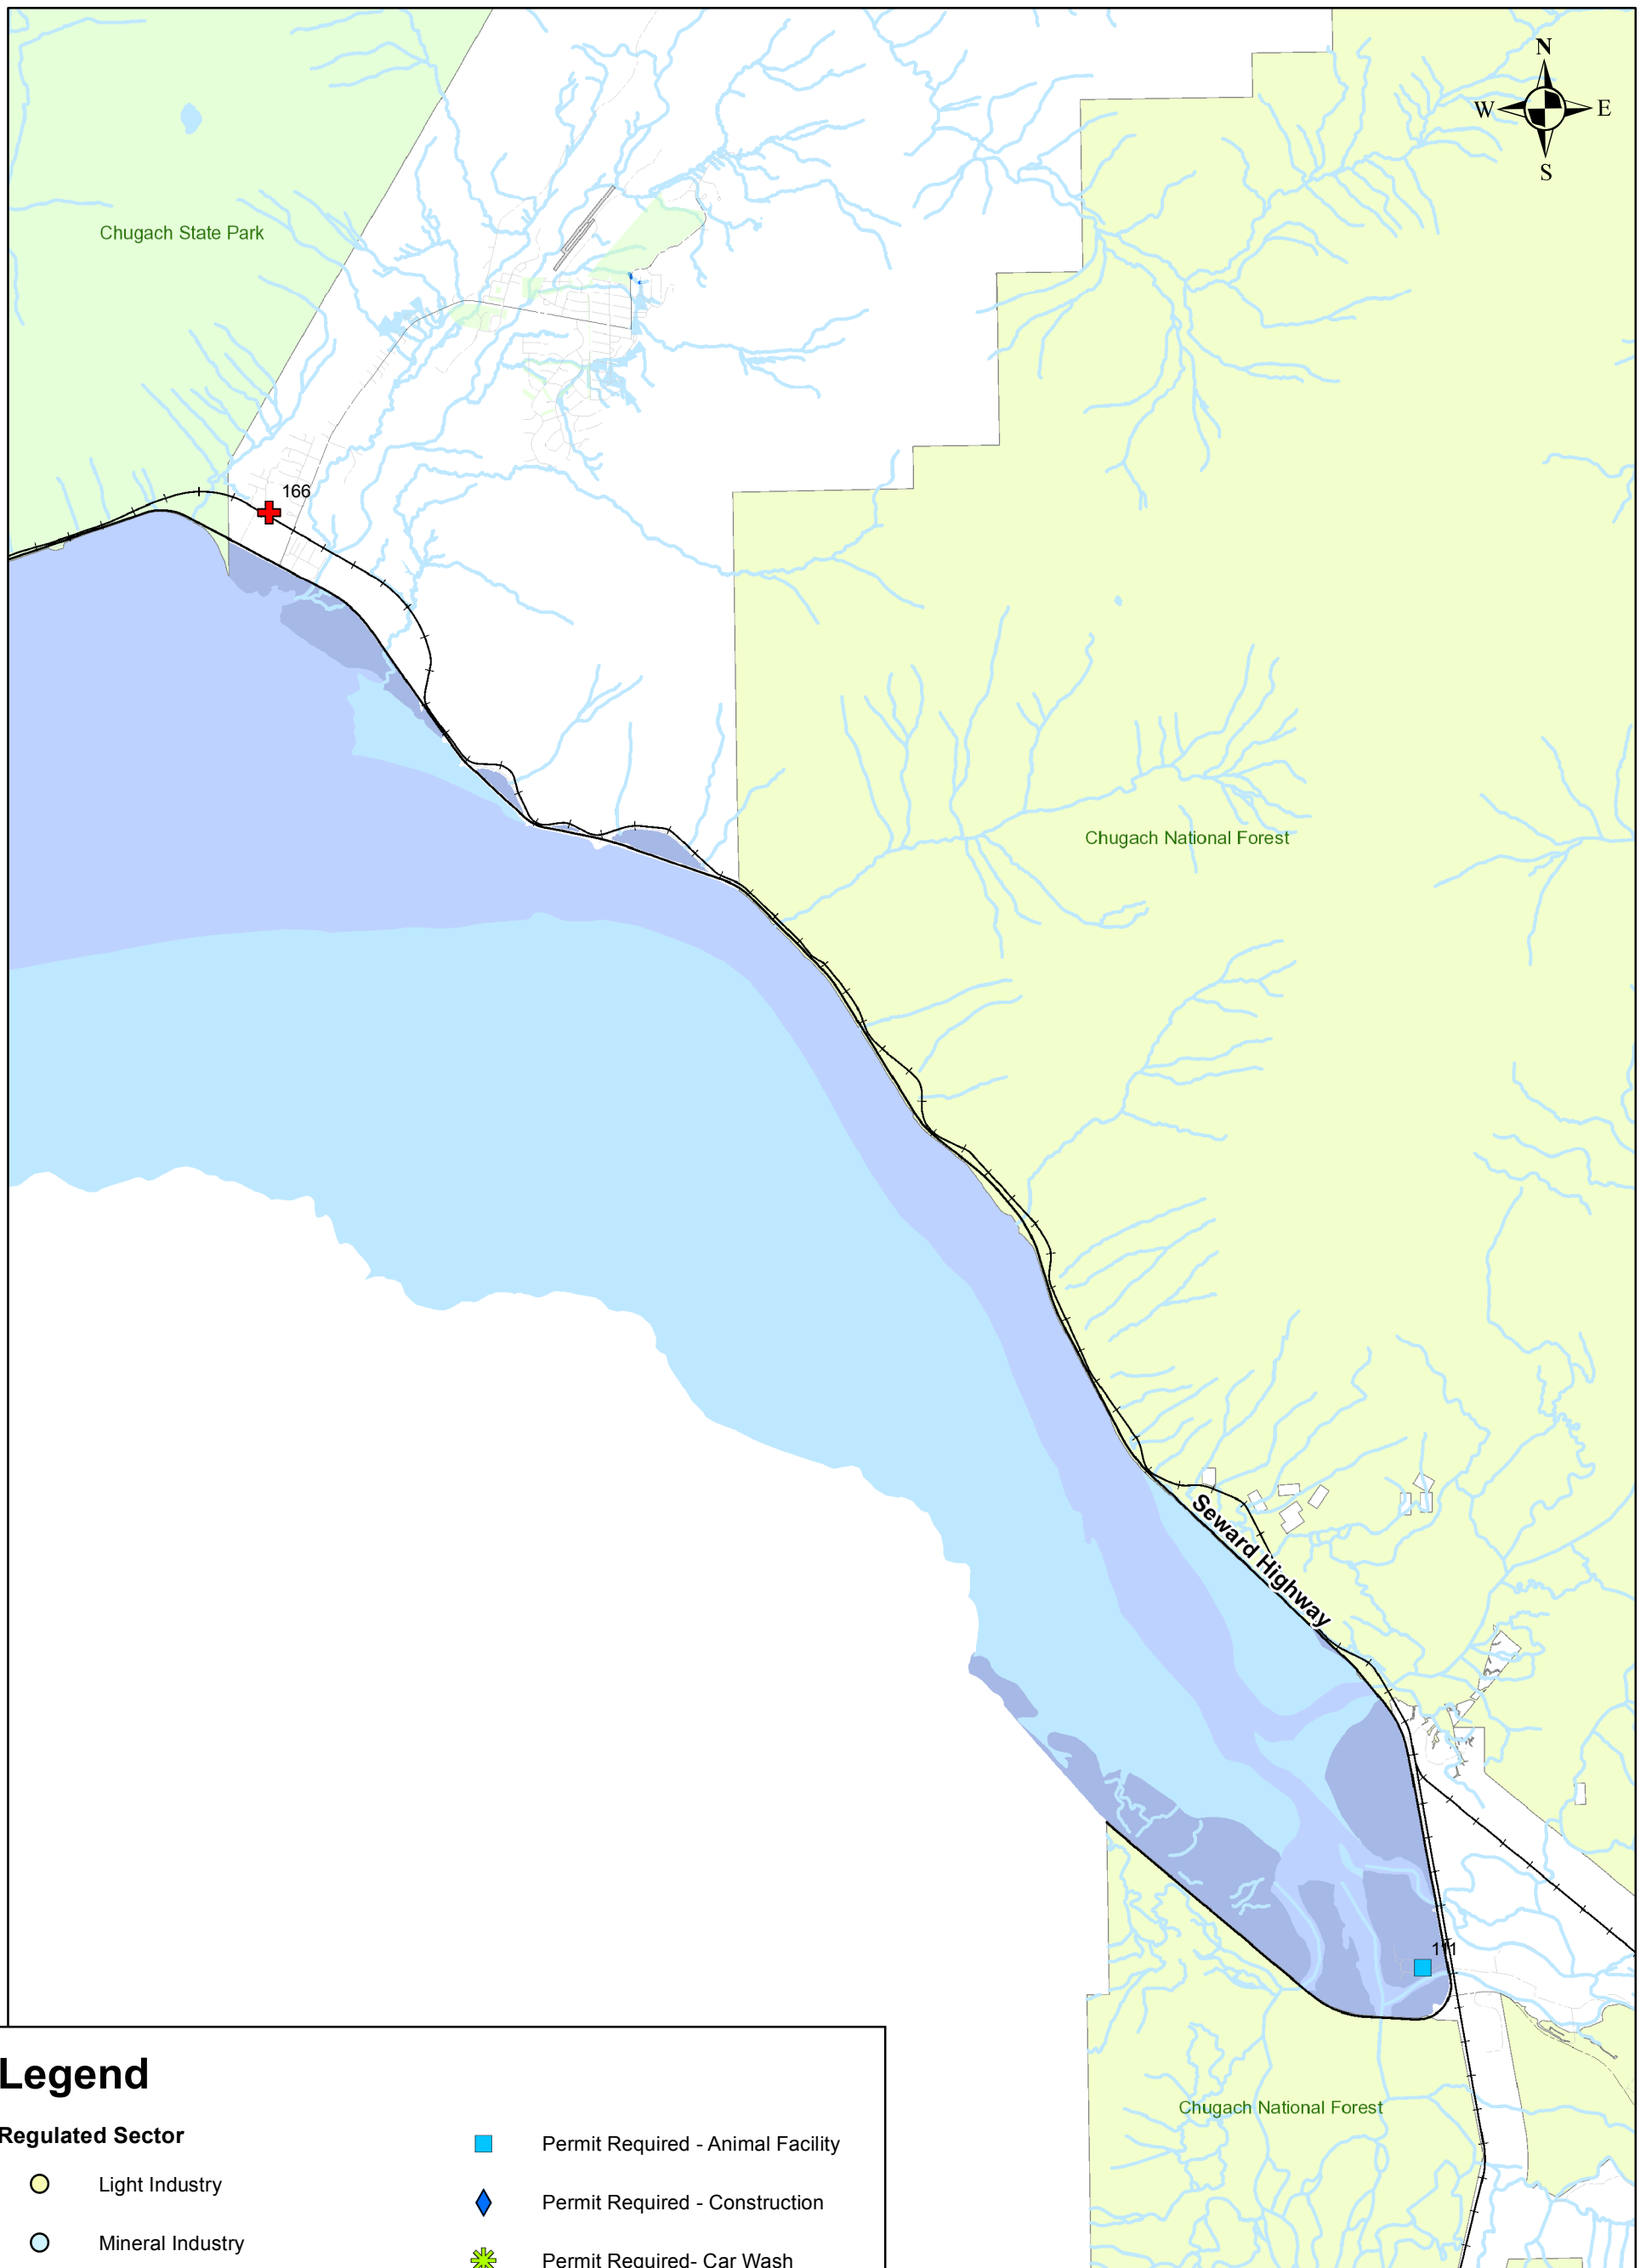 N
W E
S
Chugach State Park
166
Chugach National Forest
Seward Highway
111
Chugach National Forest
Legend
Regulated Sector
Light Industry
Mineral Industry
Permit Required - Animal Facility
Permit Required - Construction
Permit Required- Car Wash